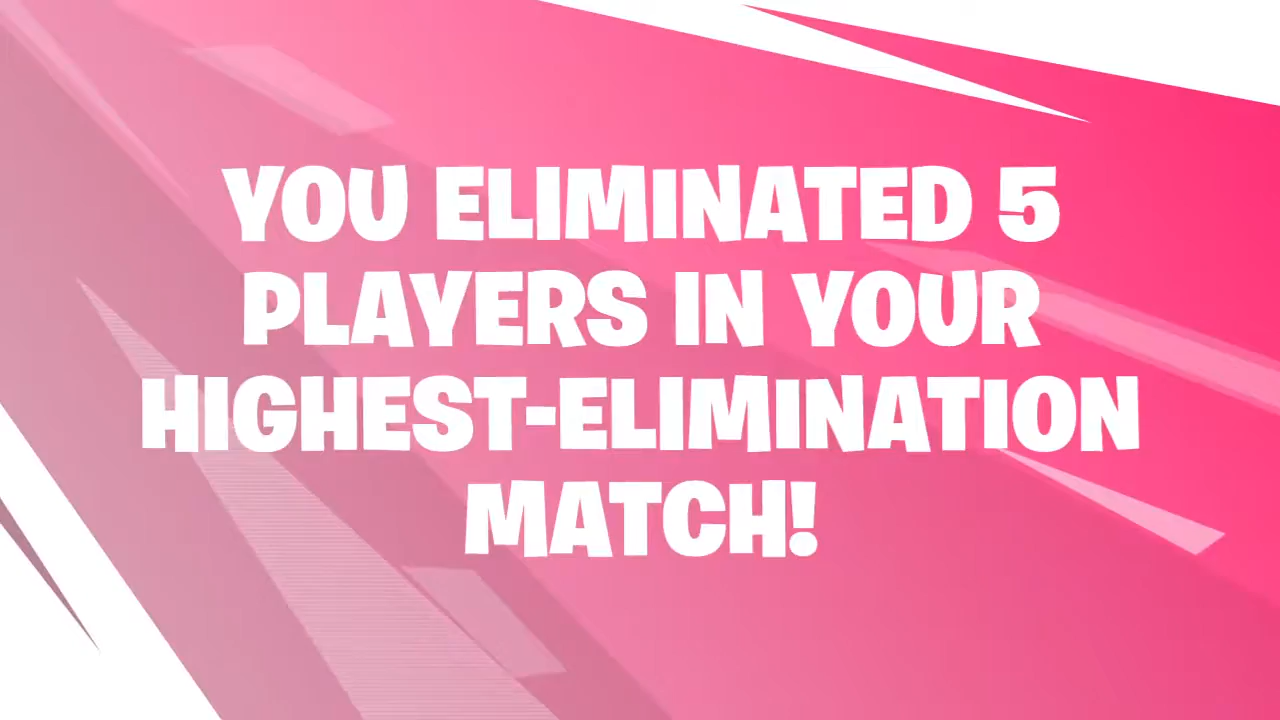 YOU ELIMINATED 5
PLAYERS IN YOUR
HIGHEST-ELIMINATION
MATCH!